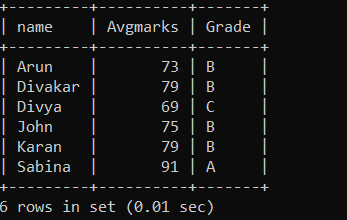 +---------+----------+-------+
| name    | Avgmarks | Grade |
+---------+----------+-------+
| Arun    |       73 | B     |
| Divakar |       79 | B     |
| Divya   |       69 | C     |
| John    |       75 | B     |
| Karan   |       79 | B     |
| Sabina  |       91 | A     |
+---------+----------+-------+
6 rows in set (0.01 sec)